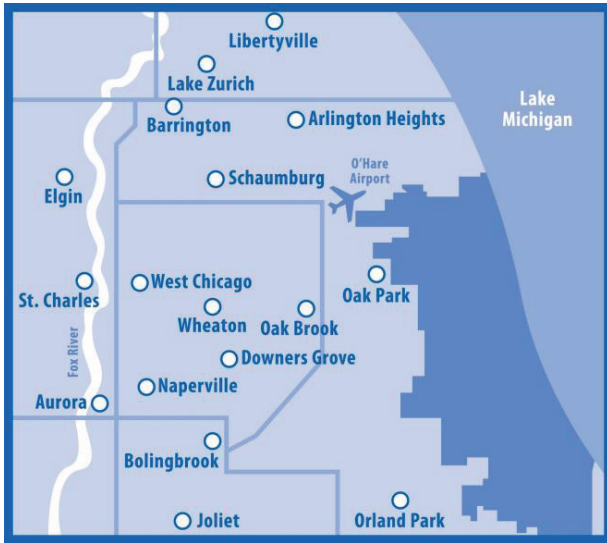 Libertyville
Lake Zurich
Lake
Michigan
Barrington
Arlington Heights
O'Hare
Airport
Schaumburg
Elgin
West Chicago
Oak Park
St. Charles
Wheaton
Oak Brook
Fox River
Downers Grove
Naperville
Aurora
Bolingbrook
Joliet
Orland Park